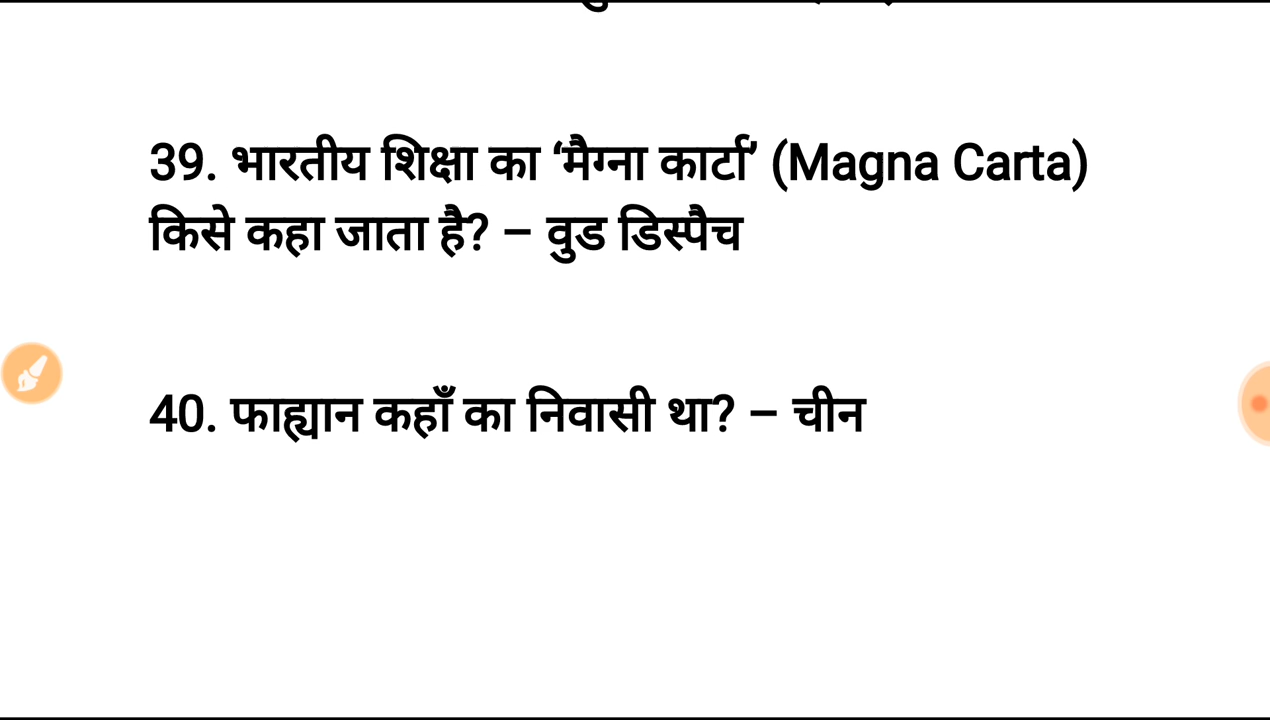 39. भारतीय शिक्षा का ‘मैग्ना कार्टा’ (Magna Carta)
किसे कहा जाता है? – वुड डिस्पैच
40. फाह्यान कहाँ का निवासी था? – चीन